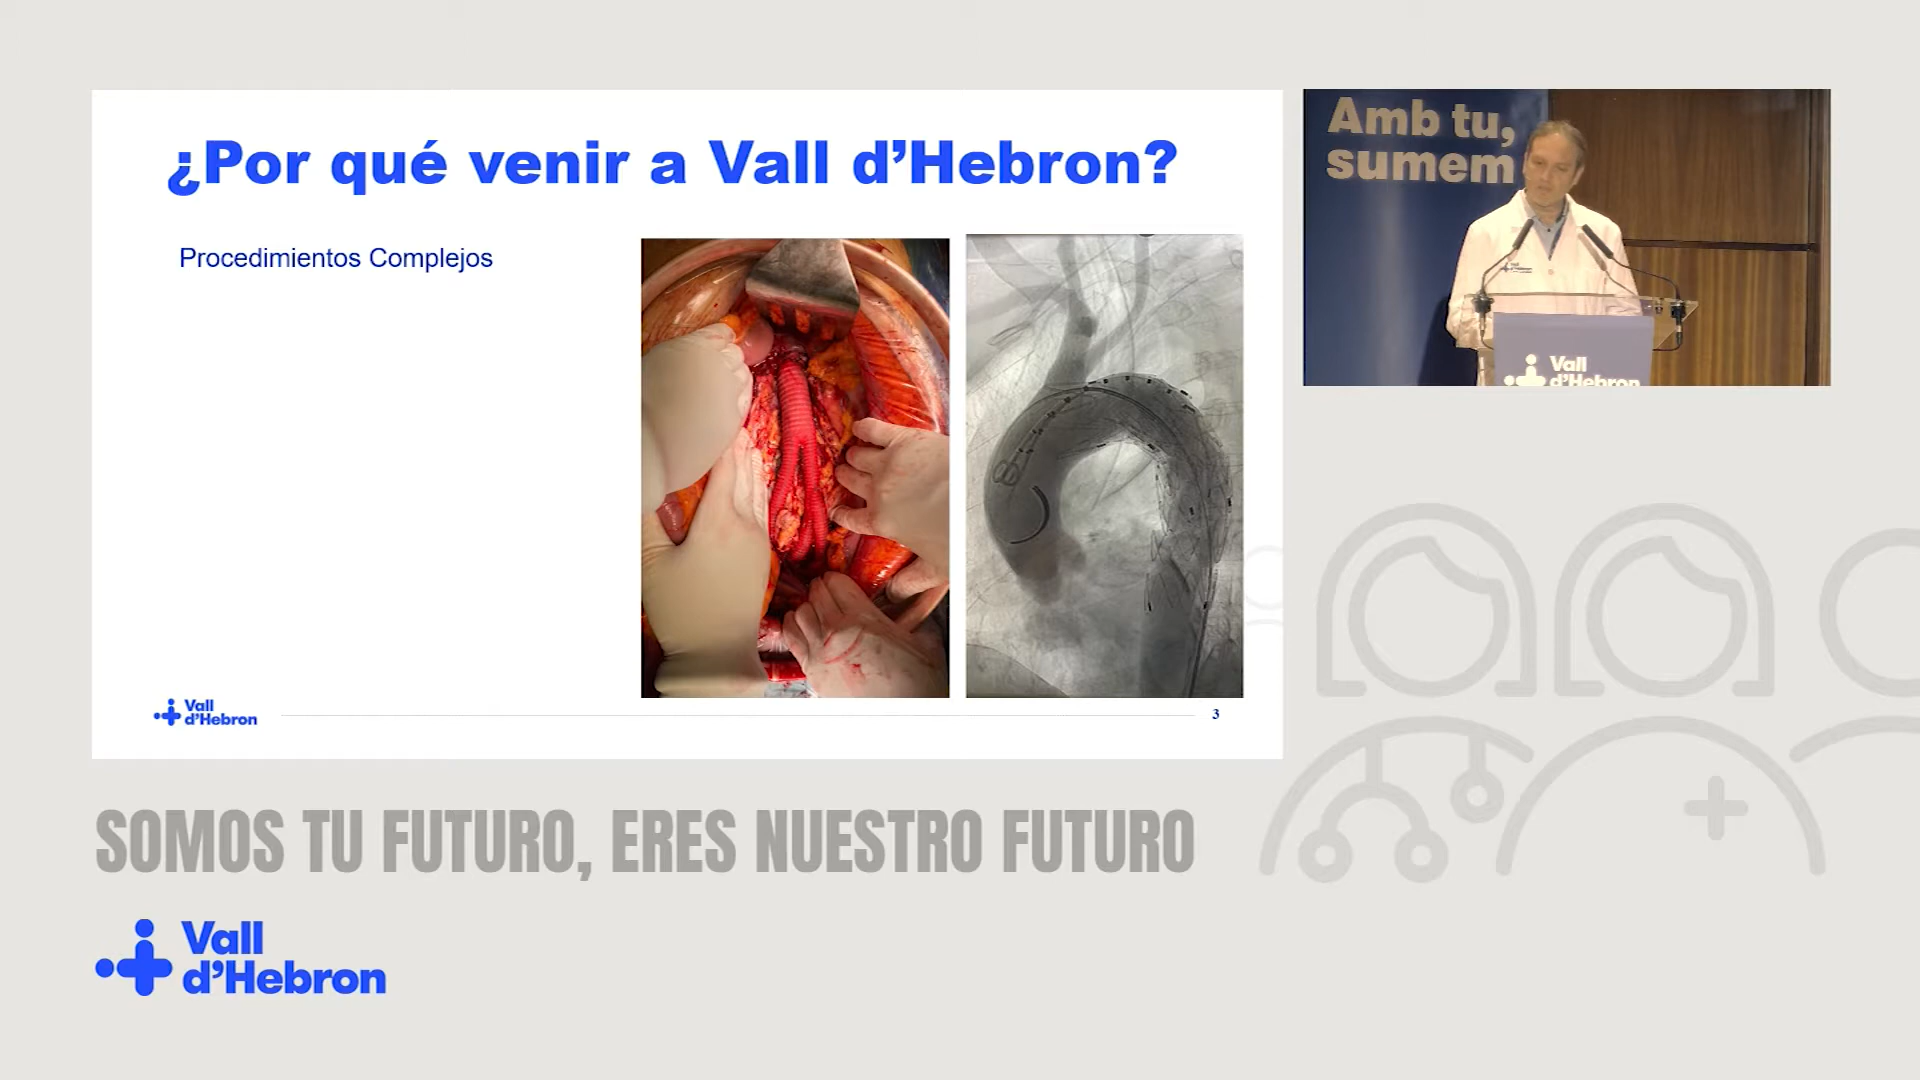 ¿Por qué venir a Vall d’Hebron?
Procedimientos Complejos
Vall
d’Hebron
3
Amb tu,
sumem
Vall
d’Hebron
SOMOS TU FUTURO, ERES NUESTRO FUTURO
Vall
d’Hebron